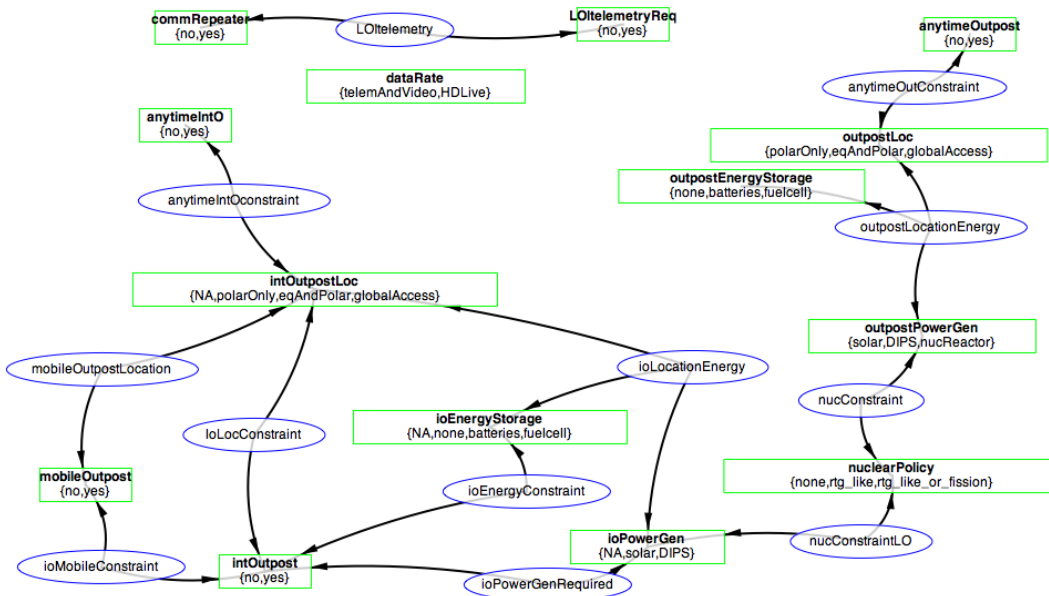 commRepeater
{no,yes}
LOItelemetry
LOItelemetryReq
{no,yes}
anytimeOutpost
{no,yes}
dataRate
{telemAndVideo,HDLive}
anytimeOutConstraint
anytimeIntO
{no,yes}
outpostLoc
{polarOnly,eqAndPolar,globalAccess}
outpostEnergyStorage
{none,batteries,fuelcell}
anytimeIntOconstraint
outpostLocationEnergy
intOutpostLoc
{NA,polarOnly,eqAndPolar,globalAccess}
outpostPowerGen
{solar,DIPS,nucReactor}
mobileOutpostLocation
ioLocationEnergy
nucConstraint
ioEnergyStorage
{NA,none,batteries,fuelcell}
IoLocConstraint
mobileOutpost
{no,yes}
nuclearPolicy
{none,rtg_like,rtg_like_or_fission}
ioEnergyConstraint
ioPowerGen
{NA,solar,DIPS}
nucConstraintLO
ioMobileConstraint
intOutpost
{no,yes}
ioPowerGenRequired